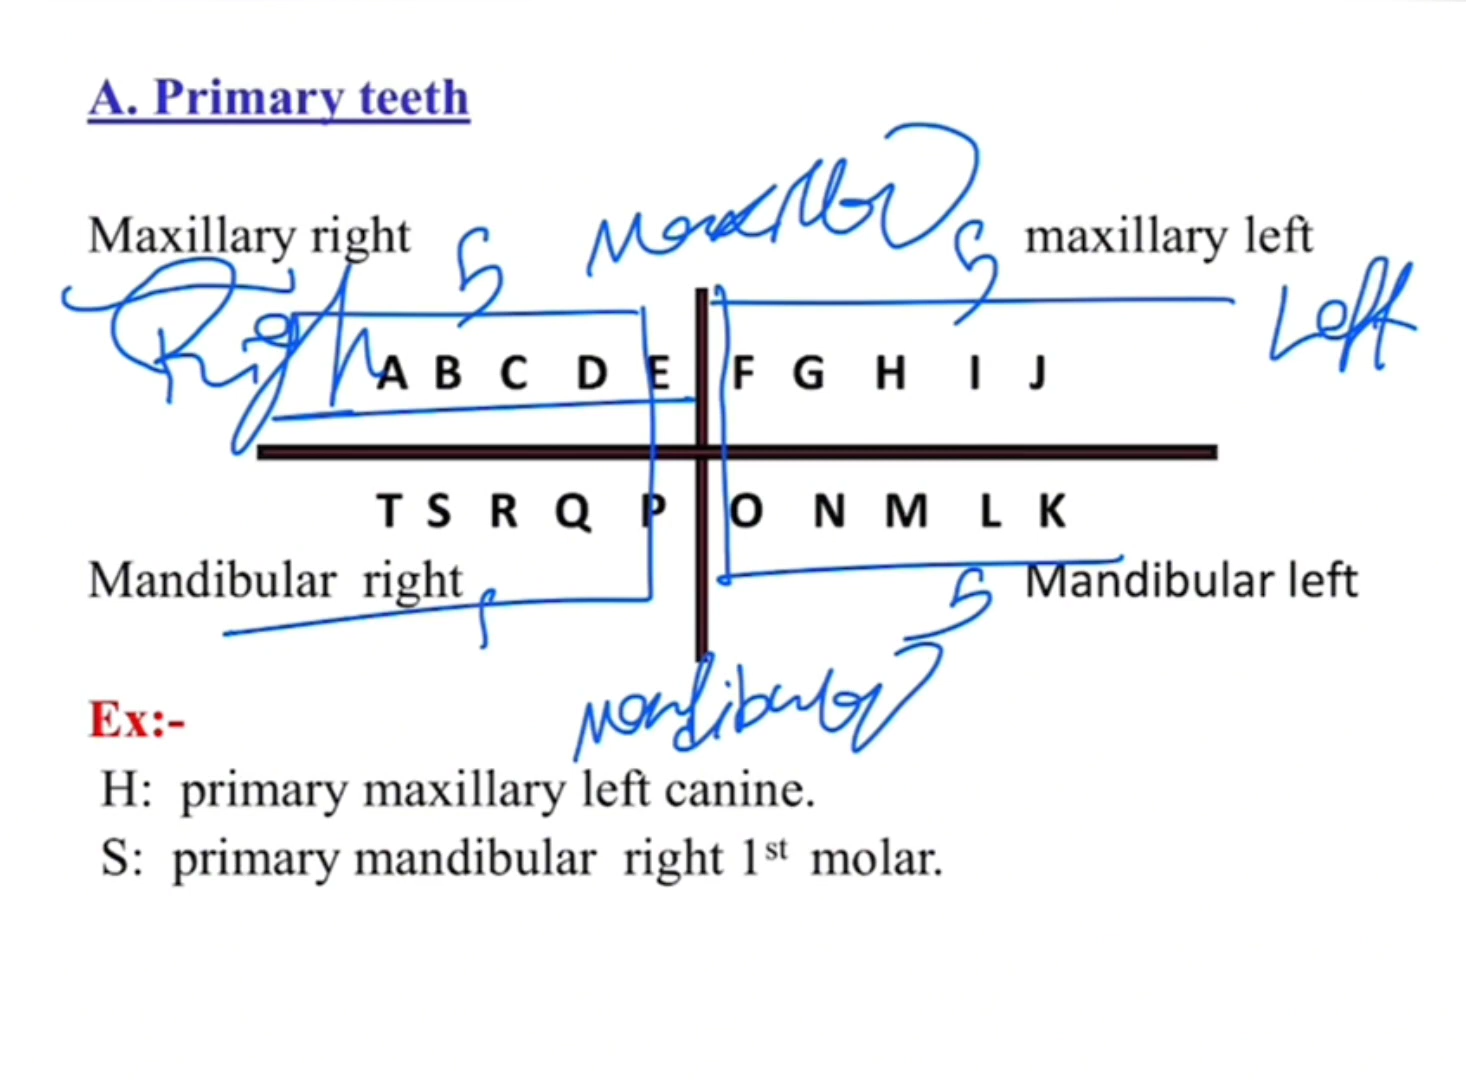 A. Primary teeth
Maxillary right 5 Maxillary 5 maxillary left
Right Left
A B C D E F G H I J
T S R Q P O N M L K
Mandibular right 5 Mandibular left
mandibular
Ex:-
H: primary maxillary left canine.
S: primary mandibular right 1st molar.